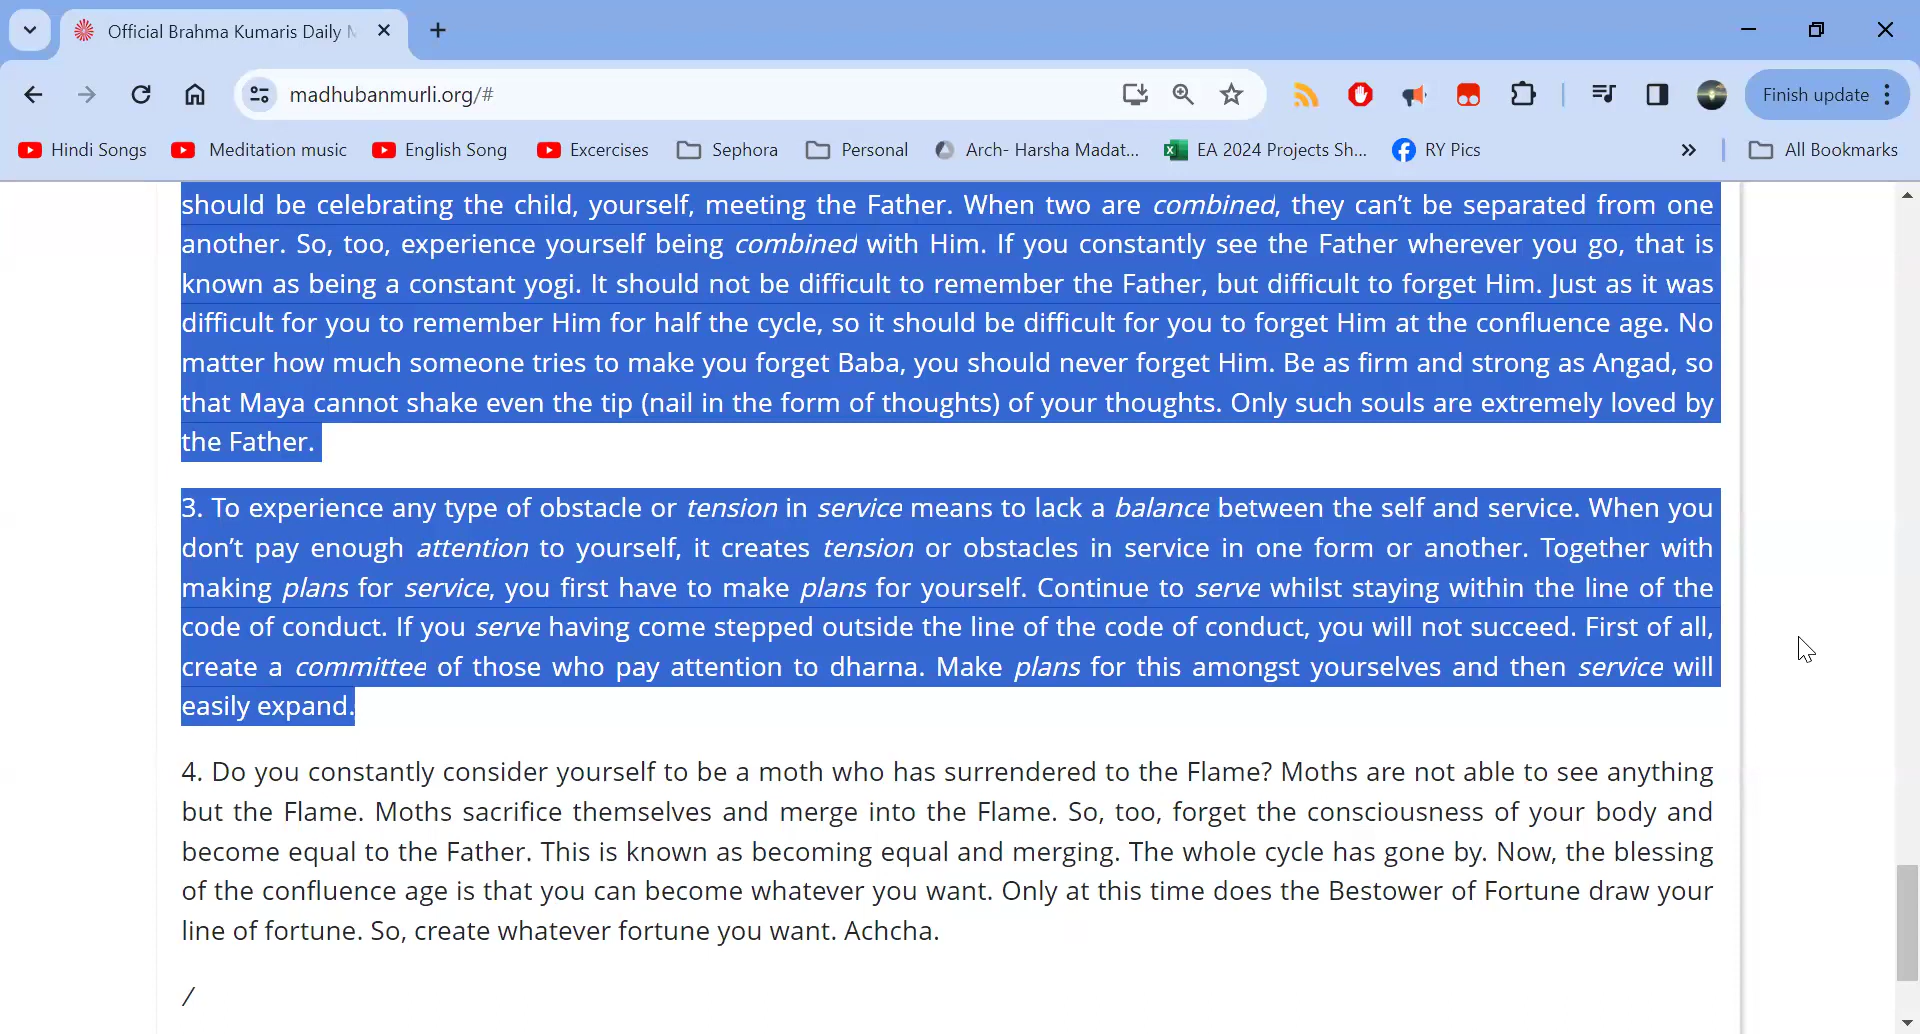 Official Brahma Kumaris Daily M
madhubanmurli.org/#
Finish update
Hindi Songs
Meditation music
English Song
Excercises
Sephora
Personal
Arch- Harsha Madat...
EA 2024 Projects Sh...
RY Pics
»
All Bookmarks
should be celebrating the child, yourself, meeting the Father. When two are combined, they can’t be separated from one
another. So, too, experience yourself being combined with Him. If you constantly see the Father wherever you go, that is
known as being a constant yogi. It should not be difficult to remember the Father, but difficult to forget Him. Just as it was
difficult for you to remember Him for half the cycle, so it should be difficult for you to forget Him at the confluence age. No
matter how much someone tries to make you forget Baba, you should never forget Him. Be as firm and strong as Angad, so
that Maya cannot shake even the tip (nail in the form of thoughts) of your thoughts. Only such souls are extremely loved by
the Father.
3. To experience any type of obstacle or tension in service means to lack a balance between the self and service. When you
don’t pay enough attention to yourself, it creates tension or obstacles in service in one form or another. Together with
making plans for service, you first have to make plans for yourself. Continue to serve whilst staying within the line of the
code of conduct. If you serve having come stepped outside the line of the code of conduct, you will not succeed. First of all,
create a committee of those who pay attention to dharna. Make plans for this amongst yourselves and then service will
easily expand.
4. Do you constantly consider yourself to be a moth who has surrendered to the Flame? Moths are not able to see anything
but the Flame. Moths sacrifice themselves and merge into the Flame. So, too, forget the consciousness of your body and
become equal to the Father. This is known as becoming equal and merging. The whole cycle has gone by. Now, the blessing
of the confluence age is that you can become whatever you want. Only at this time does the Bestower of Fortune draw your
line of fortune. So, create whatever fortune you want. Achcha.
/